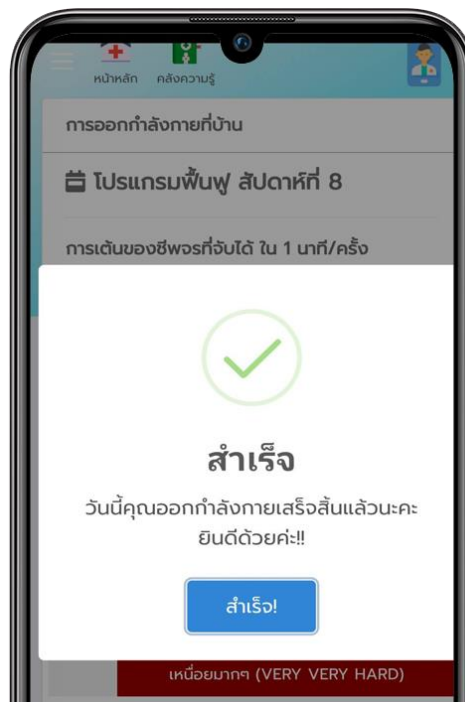 หน้าหลัก คลังความรู้
การออกกำลังกายที่บ้าน
โปรแกรมฟื้นฟู สัปดาห์ที่ 8
การเต้นของชีพจรที่จับได้ ใน 1 นาที/ครั้ง
สำเร็จ
วันนี้คุณออกกำลังกายเสร็จสิ้นแล้วนะคะ
ยินดีด้วยค่ะ!!
สำเร็จ!
เหนื่อยมากๆ (VERY VERY HARD)